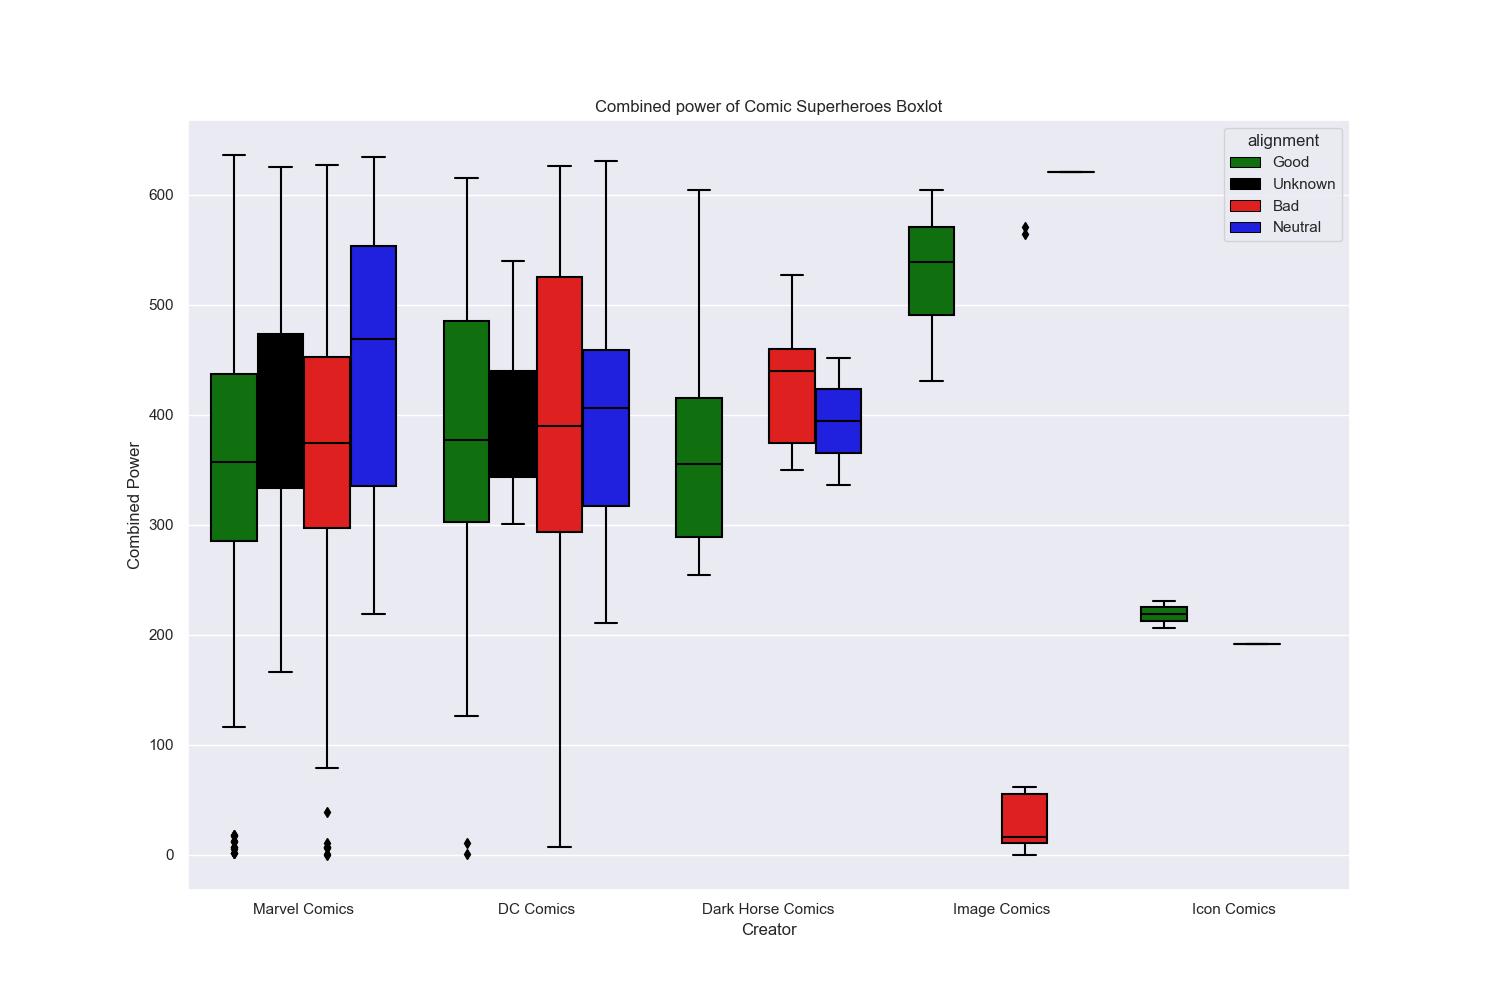 Combined power of Comic Superheroes Boxlot
alignment
Good
Unknown
Bad
Neutral
600
500
400
300
200
100
0
Combined Power
Marvel Comics
DC Comics
Dark Horse Comics
Image Comics
Icon Comics
Creator